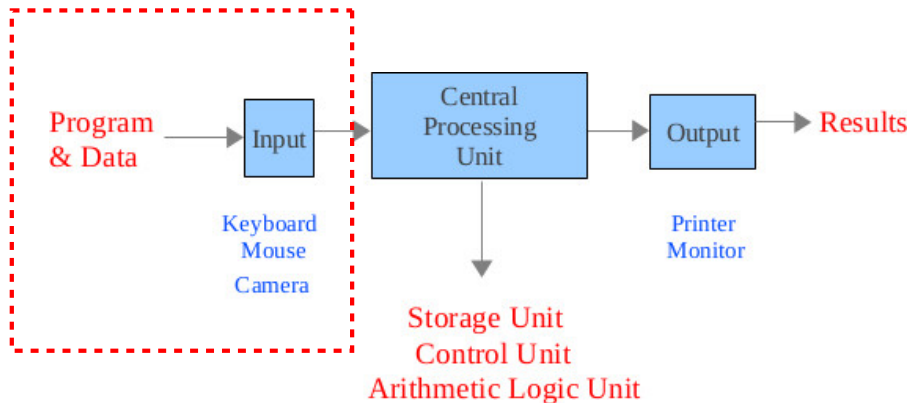 Program
& Data
Input
Keyboard
Mouse
Camera
Central
Processing
Unit
Storage Unit
Control Unit
Arithmetic Logic Unit
Output
Printer
Monitor
Results